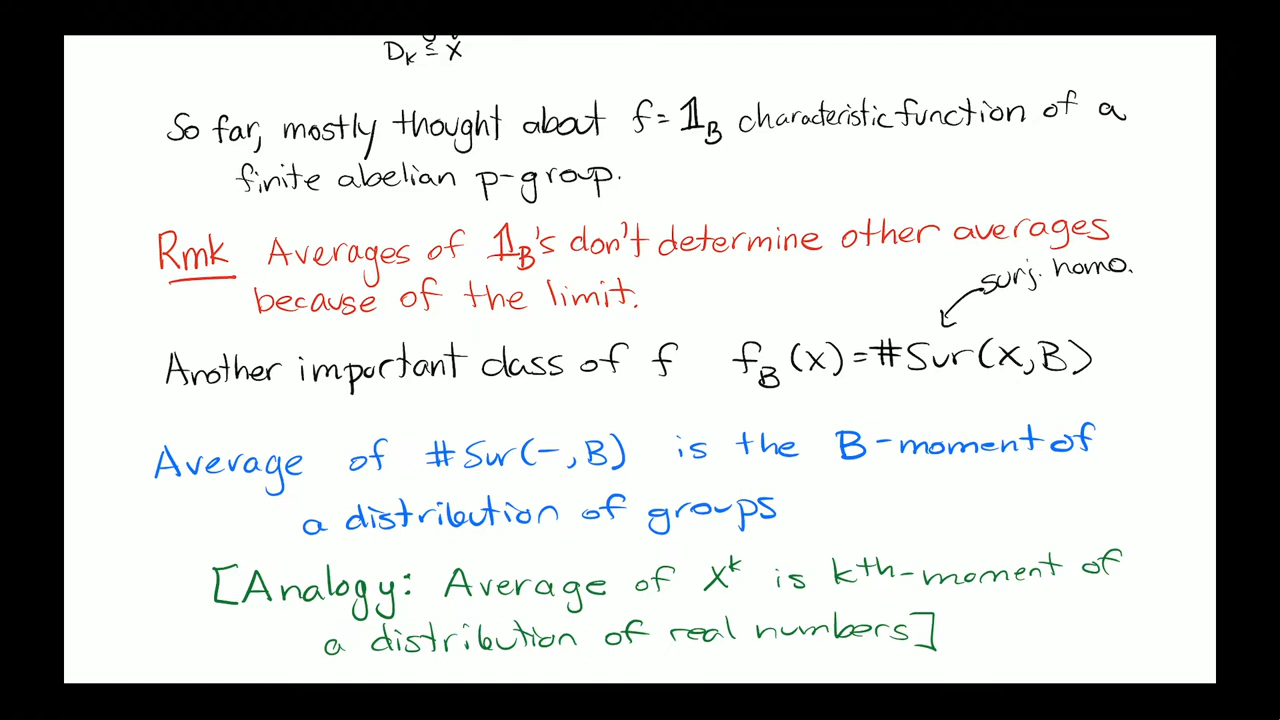 D_K ≤ X
So far, mostly thought about f = 𝟙_B characteristic function of a
finite abelian p-group.
Rmk Averages of 𝟙_B's don't determine other averages
because of the limit.
surj. homo.
Another important class of f f_B(X) = #Sur(X, B)
Average of #Sur(-, B) is the B-moment of
a distribution of groups
[Analogy: Average of X^k is k^th-moment of
a distribution of real numbers]